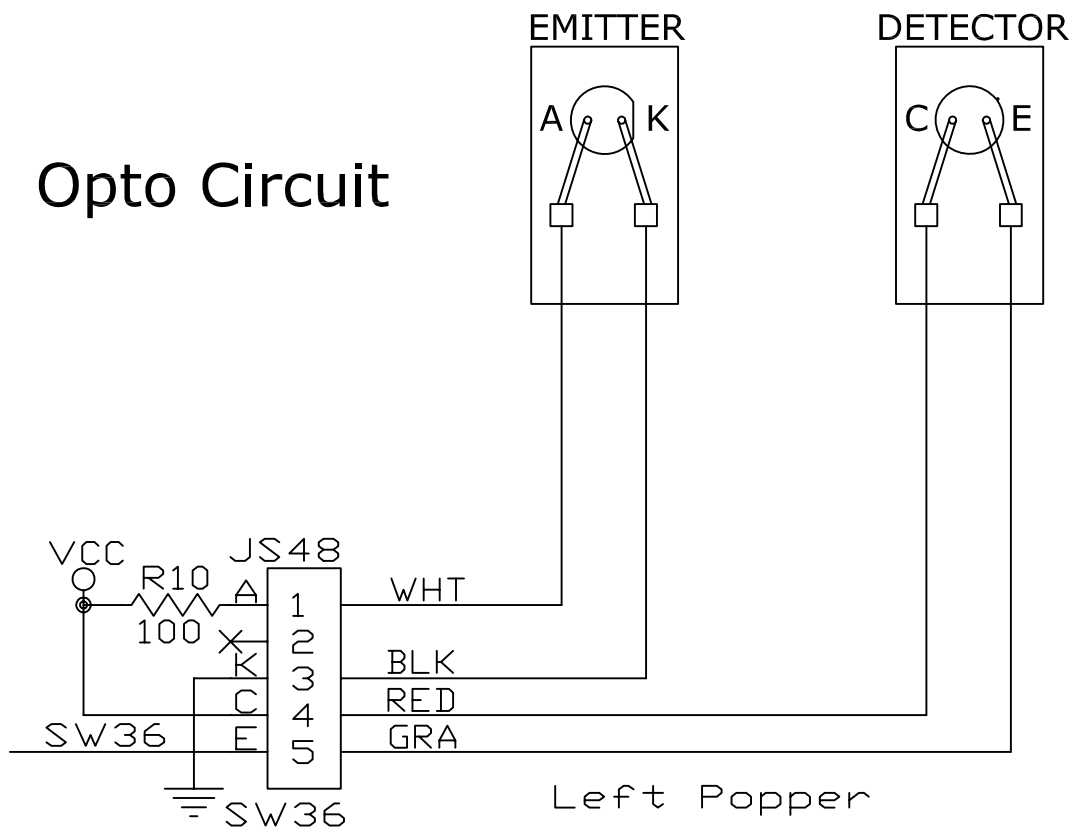 EMITTER
DETECTOR
A K
C E
Opto Circuit
VCC
JS48
R10
A
1
WHT
100
2
K
3
BLK
C
4
RED
SW36
E
5
GRA
SW36
Left Popper